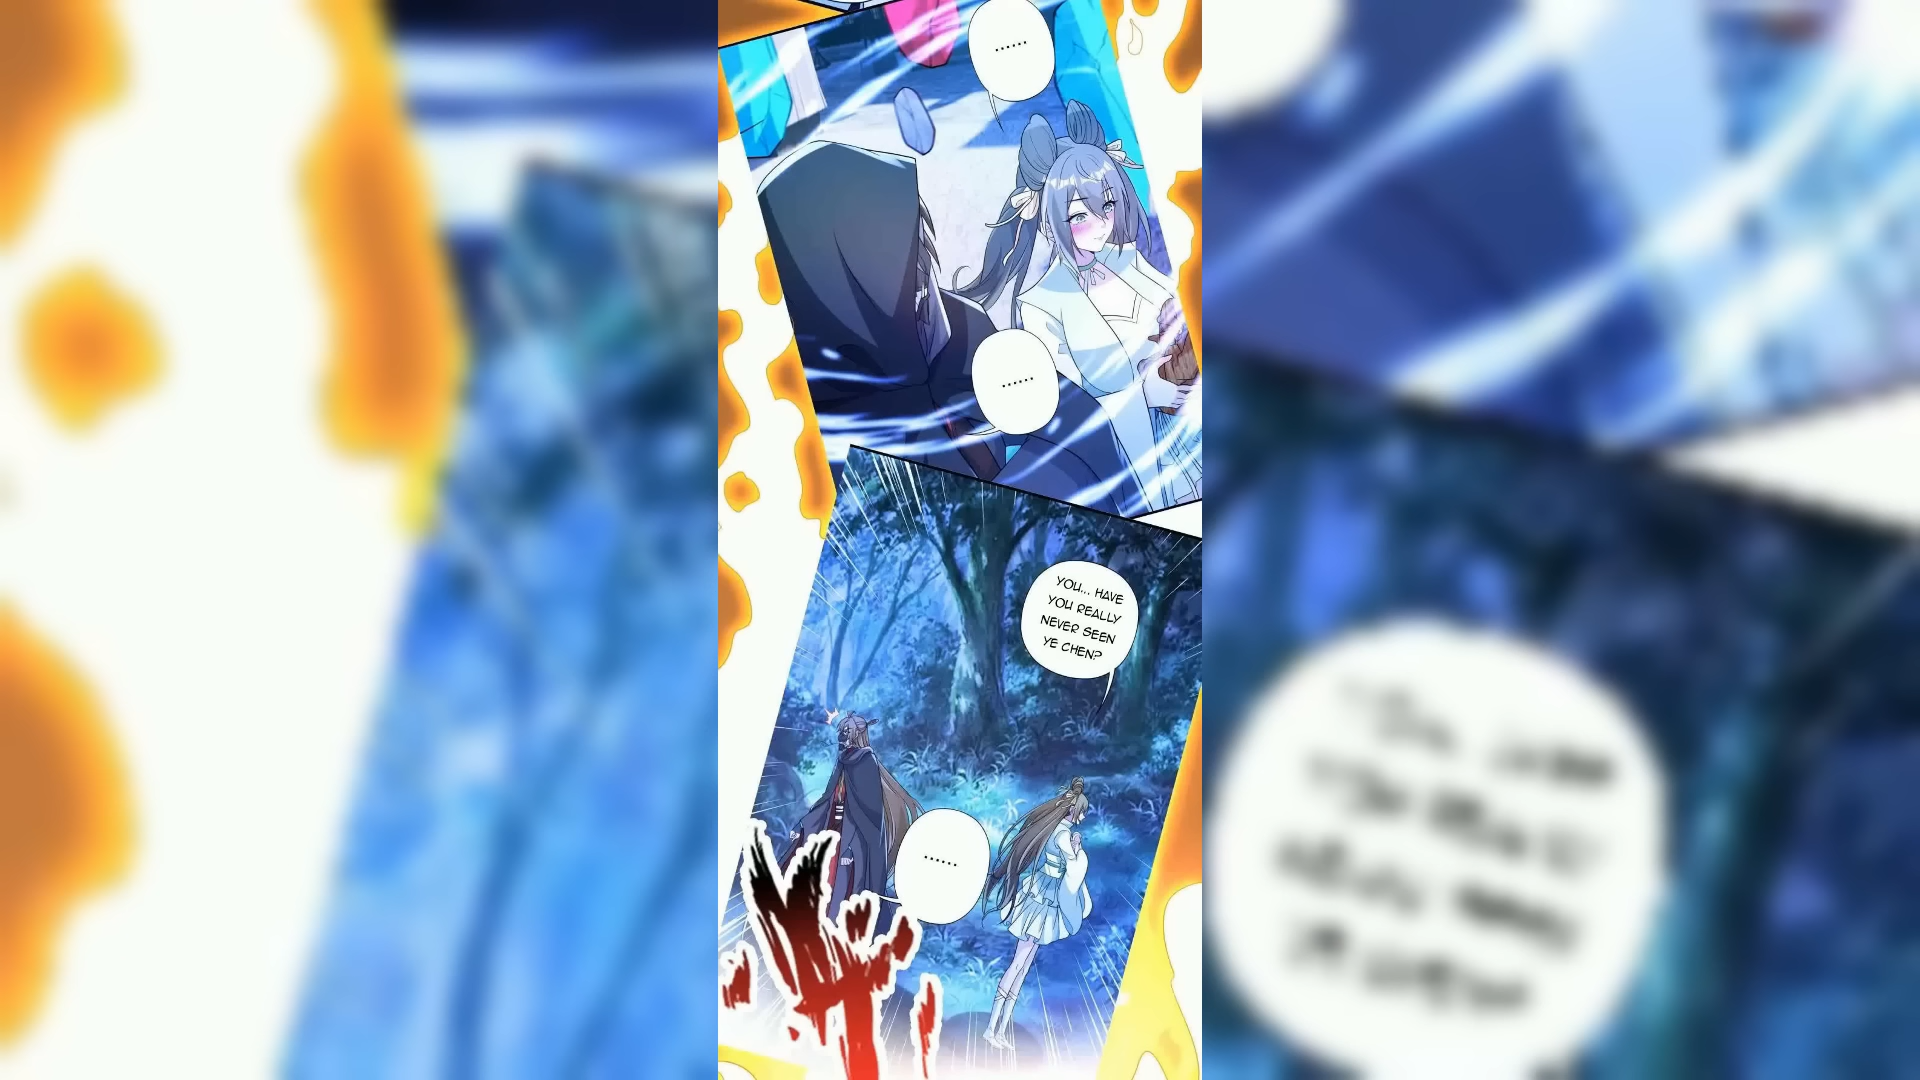 ......
......
YOU... HAVE
YOU REALLY
NEVER SEEN
YE CHEN?
......